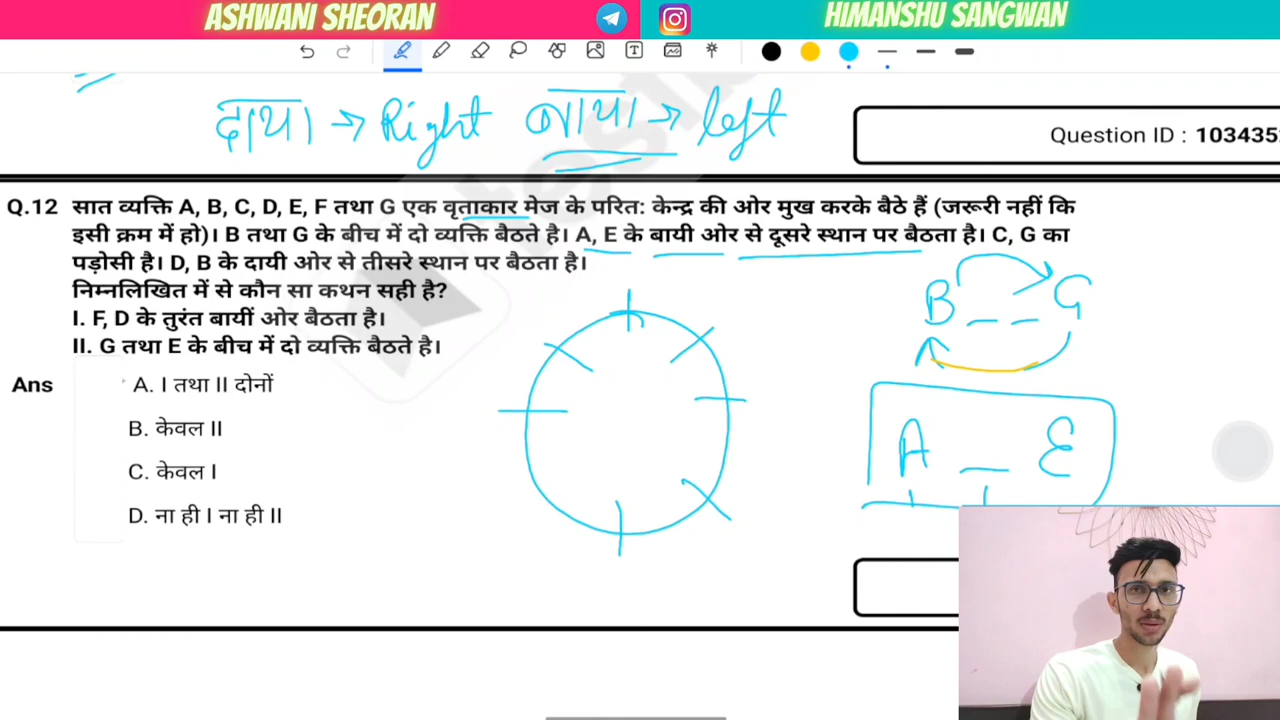 ASHWANI SHEORAN
HIMANSHU SANGWAN
दाया → Right बाया → left
Question ID : 103435
Q.12 सात व्यक्ति A, B, C, D, E, F तथा G एक वृताकार मेज के परित: केन्द्र की ओर मुख करके बैठे हैं (जरूरी नहीं कि
इसी क्रम में हो)। B तथा G के बीच में दो व्यक्ति बैठते है। A, E के बायी ओर से दूसरे स्थान पर बैठता है। C, G का
पड़ोसी है। D, B के दायी ओर से तीसरे स्थान पर बैठता है।
निम्नलिखित में से कौन सा कथन सही है?
I. F, D के तुरंत बायीं ओर बैठता है।
II. G तथा E के बीच में दो व्यक्ति बैठते है।
B _ _ G
Ans A. I तथा II दोनों
B. केवल II
A _ E
C. केवल I
D. ना ही I ना ही II